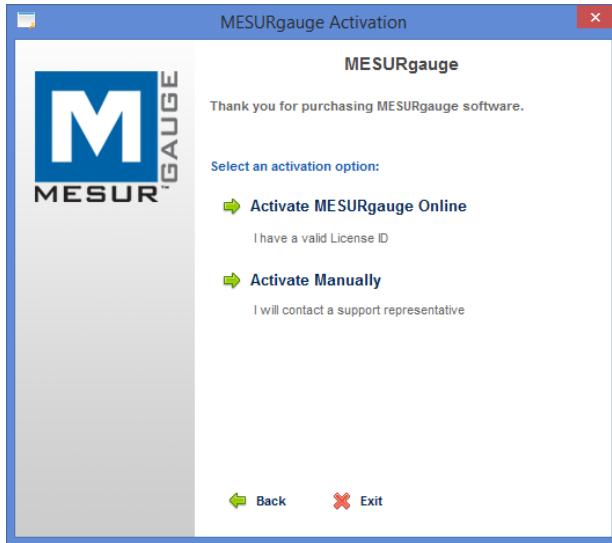 MESURgauge Activation
M
GAUGE
MESUR™
MESURgauge
Thank you for purchasing MESURgauge software.
Select an activation option:
Activate MESURgauge Online
I have a valid License ID
Activate Manually
I will contact a support representative
Back
Exit